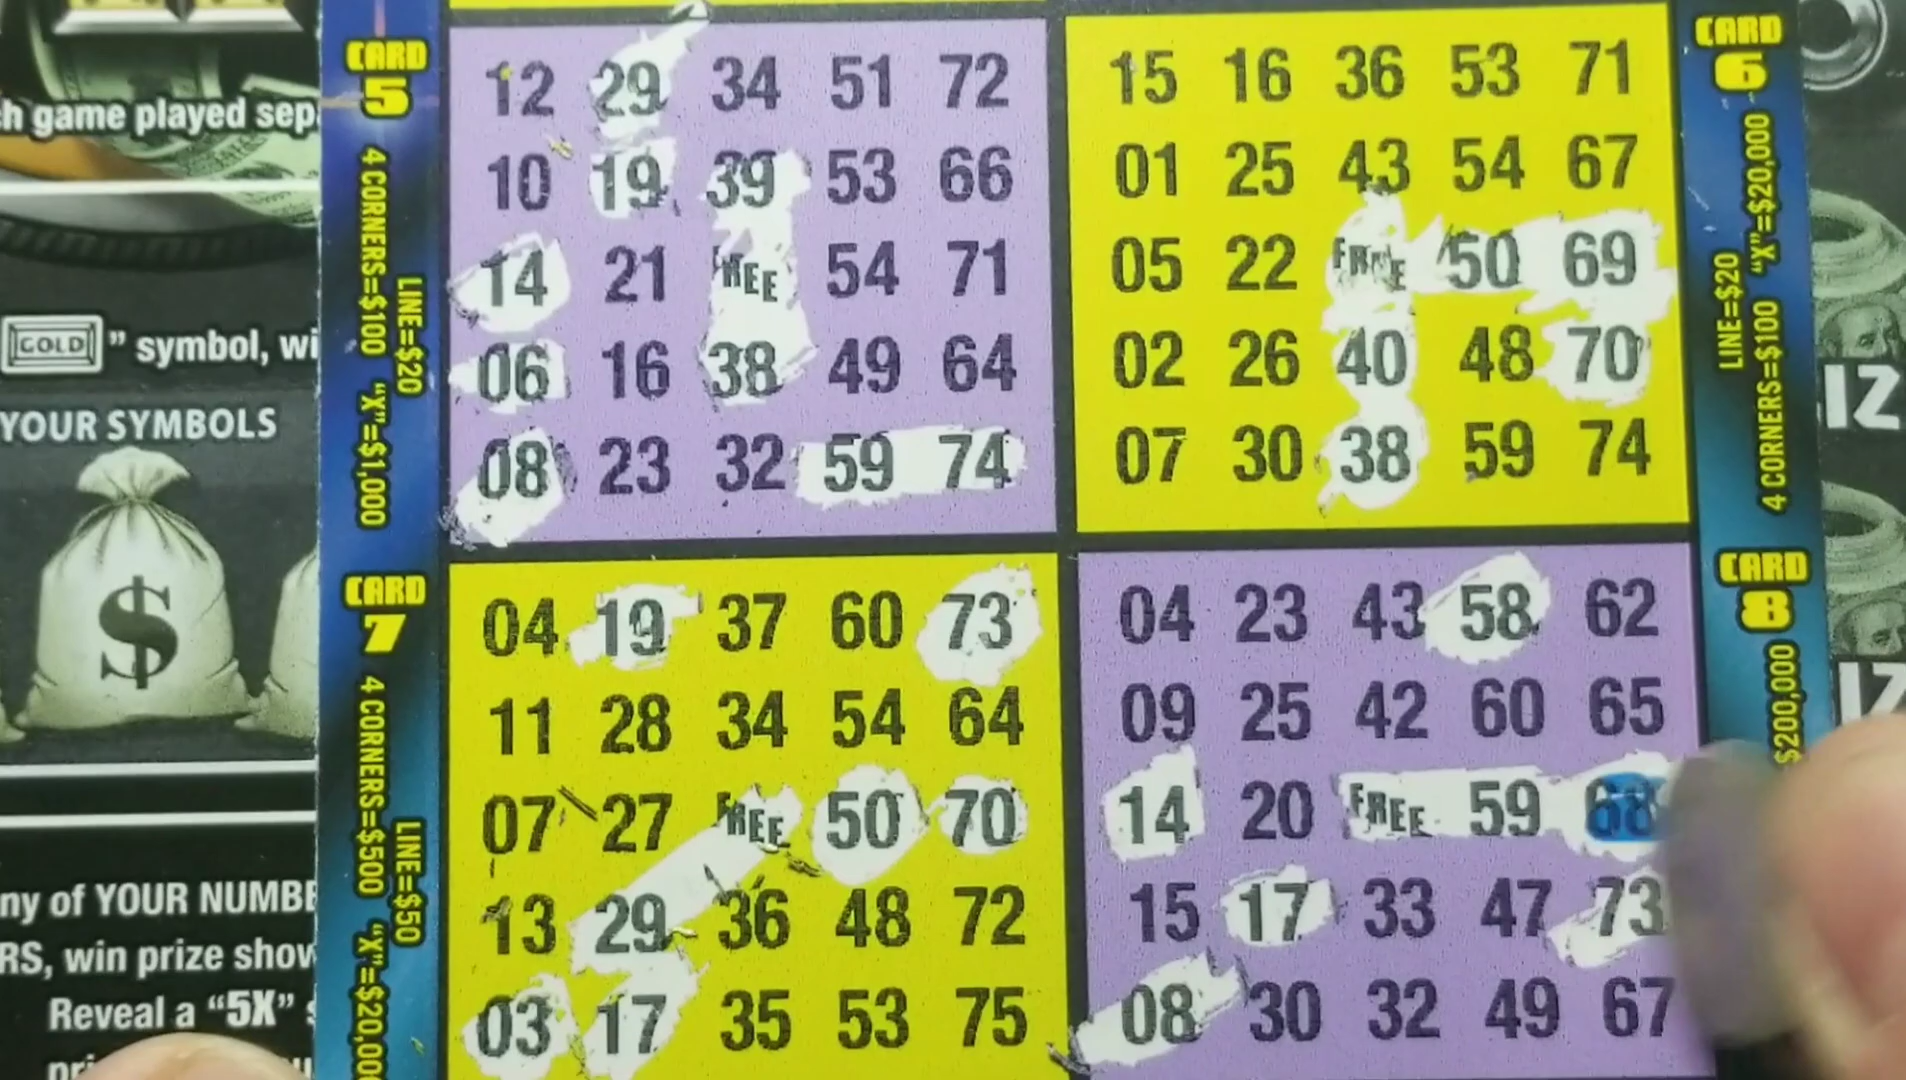 h game played sep
GOLD " symbol, wi
YOUR SYMBOLS
$
ny of YOUR NUMBE
RS, win prize show
Reveal a "5X" s
CARD
5
LINE=$20
4 CORNERS=$100 "X"=$1,000
12 29 34 51 72
10 19 39 53 66
14 21 FREE 54 71
06 16 38 49 64
08 23 32 59 74
CARD
6
LINE=$20 "X"=$20,000
4 CORNERS=$100
15 16 36 53 71
01 25 43 54 67
05 22 FREE 50 69
02 26 40 48 70
07 30 38 59 74
CARD
7
LINE=$50
4 CORNERS=$500 "X"=$20,00
04 19 37 60 73
11 28 34 54 64
07 27 FREE 50 70
13 29 36 48 72
03 17 35 53 75
CARD
8
$200,000
04 23 43 58 62
09 25 42 60 65
14 20 FREE 59 68
15 17 33 47 73
08 30 32 49 67
IZ
IZ